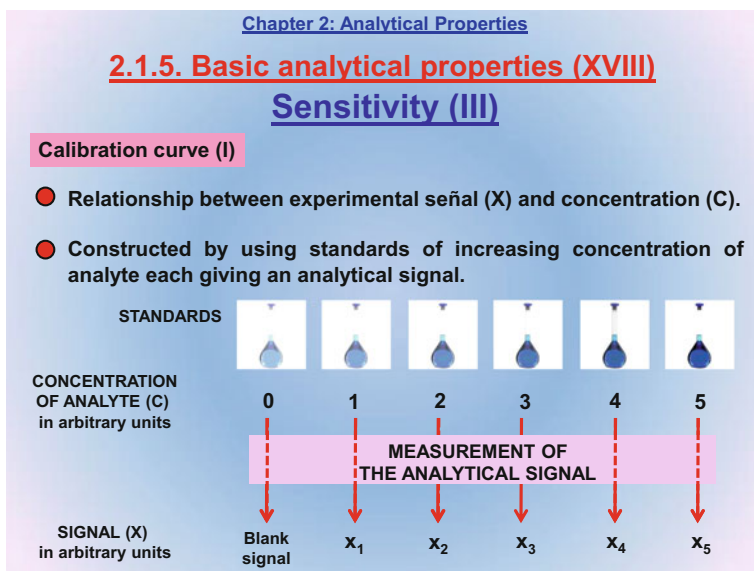 Chapter 2: Analytical Properties
2.1.5. Basic analytical properties (XVIII)
Sensitivity (III)
Calibration curve (I)
Relationship between experimental señal (X) and concentration (C).
Constructed by using standards of increasing concentration of
analyte each giving an analytical signal.
STANDARDS
CONCENTRATION
OF ANALYTE (C)
in arbitrary units
0 1 2 3 4 5
MEASUREMENT OF
THE ANALYTICAL SIGNAL
SIGNAL (X)
in arbitrary units
Blank
signal
x₁ x₂ x₃ x₄ x₅